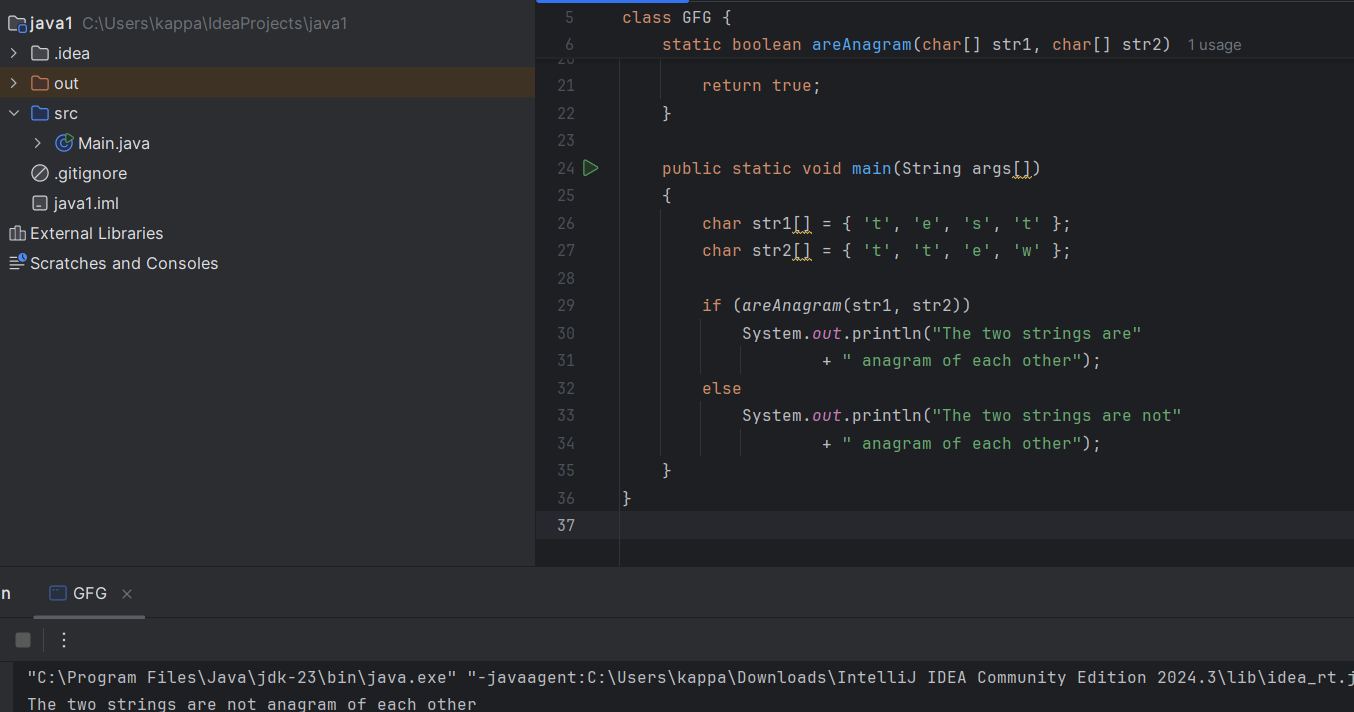 java1 C:\Users\kappa\IdeaProjects\java1
.idea
out
src
Main.java
.gitignore
java1.iml
External Libraries
Scratches and Consoles
5 class GFG {
6 static boolean areAnagram(char[] str1, char[] str2) 1 usage
20
21 return true;
22 }
23
24 public static void main(String args[])
25 {
26 char str1[] = { 't', 'e', 's', 't' };
27 char str2[] = { 't', 't', 'e', 'w' };
28
29 if (areAnagram(str1, str2))
30 System.out.println("The two strings are"
31 + " anagram of each other");
32 else
33 System.out.println("The two strings are not"
34 + " anagram of each other");
35 }
36 }
37
n GFG
"C:\Program Files\Java\jdk-23\bin\java.exe" "-javaagent:C:\Users\kappa\Downloads\IntelliJ IDEA Community Edition 2024.3\lib\idea_rt.j
The two strings are not anagram of each other